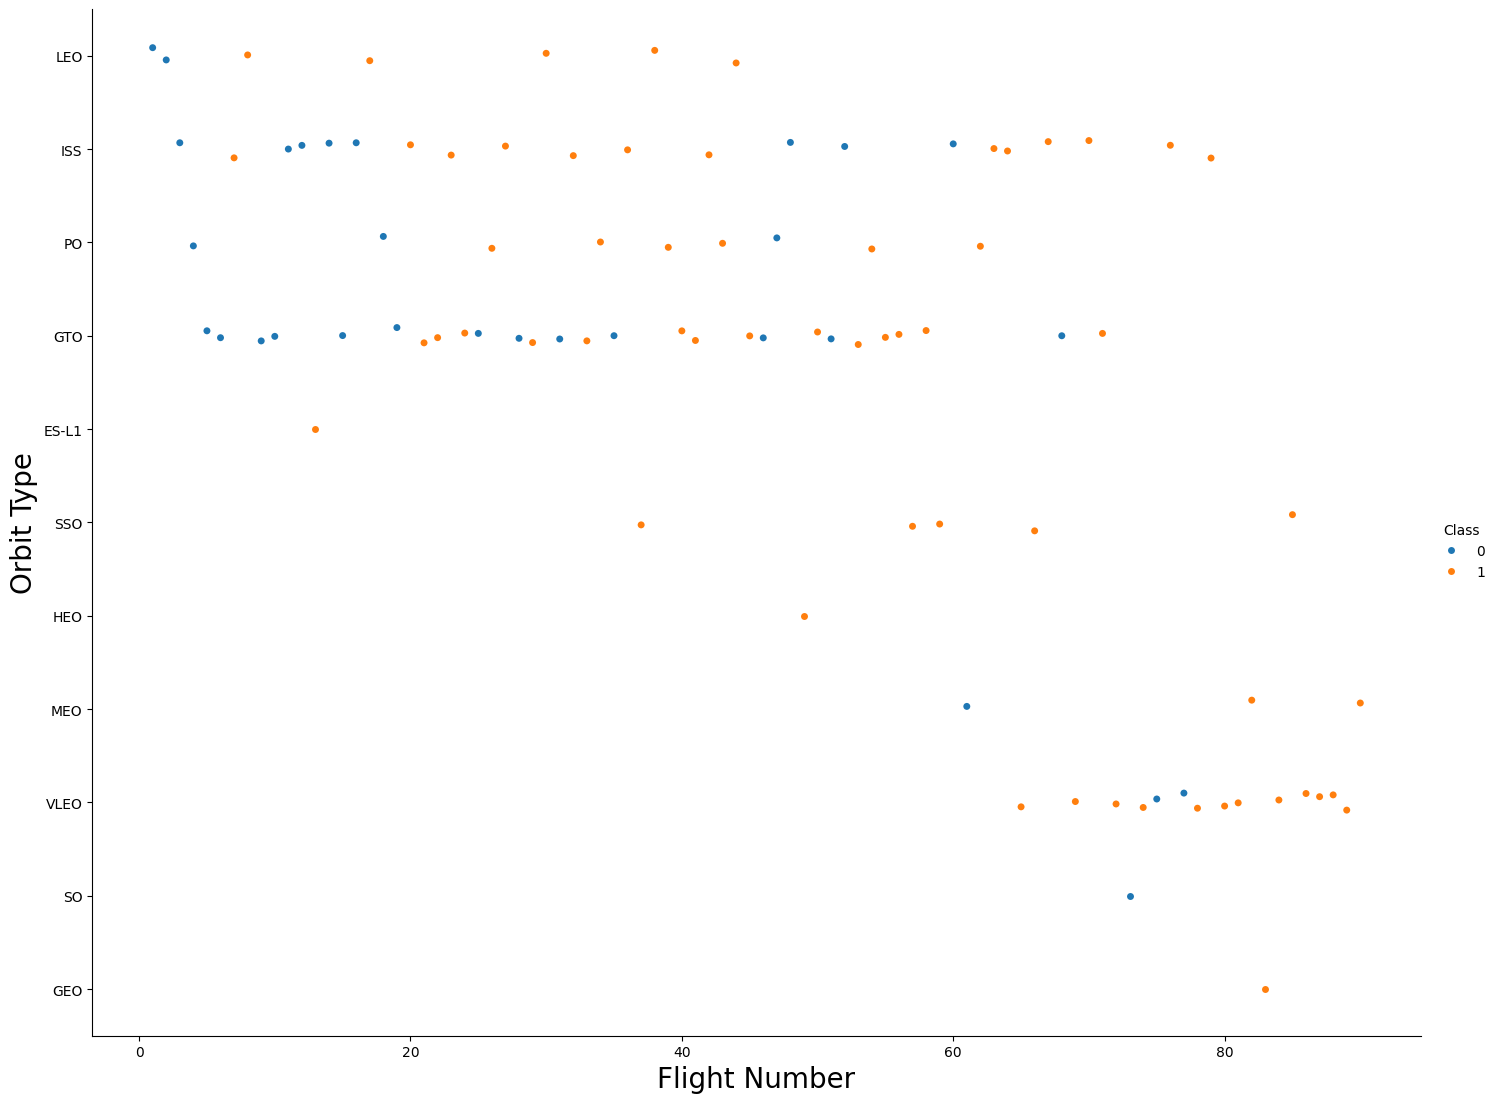 LEO
ISS
PO
GTO
ES-L1
SSO
HEO
MEO
VLEO
SO
GEO
Orbit Type
0
20
40
60
80
Flight Number
Class
0
1